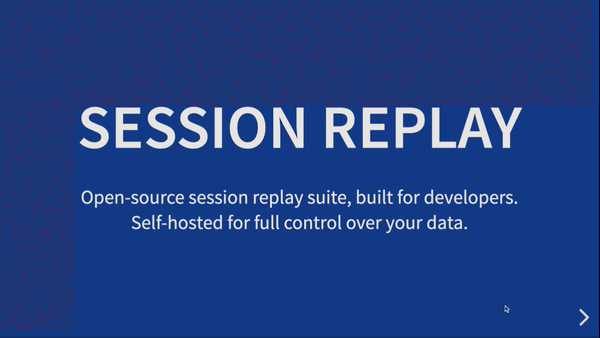 SESSION REPLAY
Open-source session replay suite, built for developers.
Self-hosted for full control over your data.